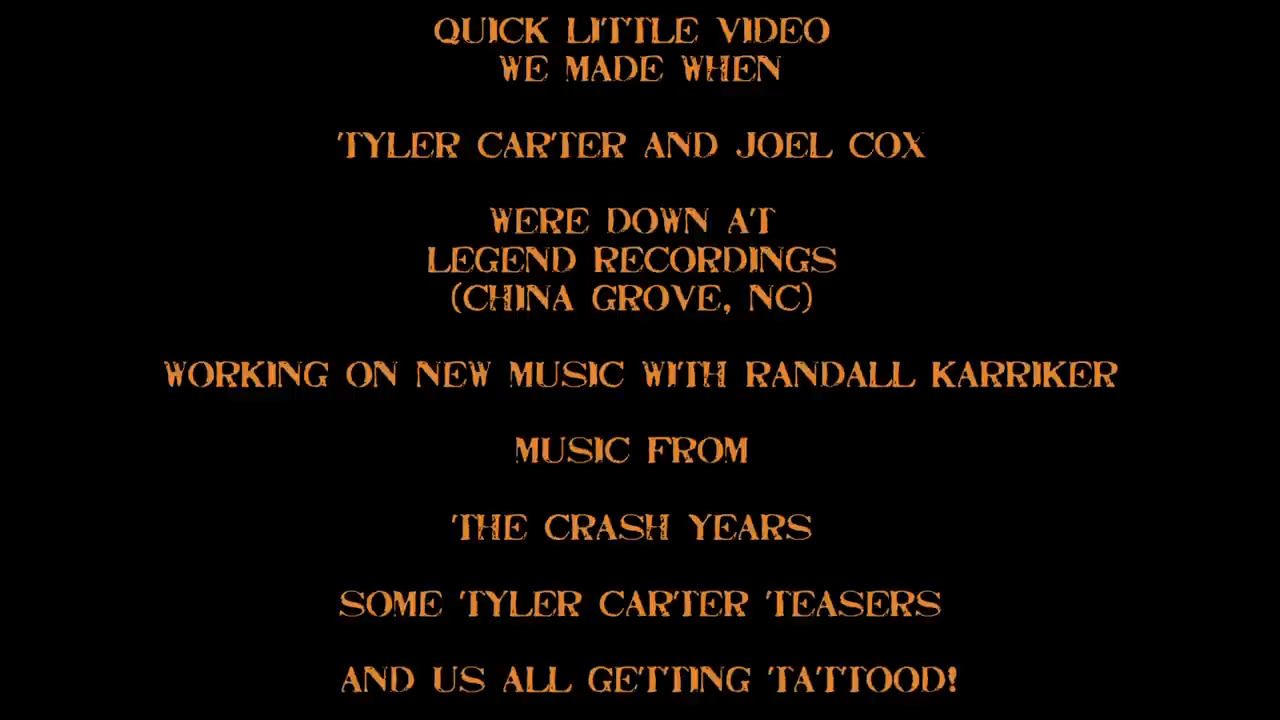 QUICK LITTLE VIDEO
WE MADE WHEN
TYLER CARTER AND JOEL COX
WERE DOWN AT
LEGEND RECORDINGS
(CHINA GROVE, NC)
WORKING ON NEW MUSIC WITH RANDALL KARRIKER
MUSIC FROM
THE CRASH YEARS
SOME TYLER CARTER TEASERS
AND US ALL GETTING TATTOOD!